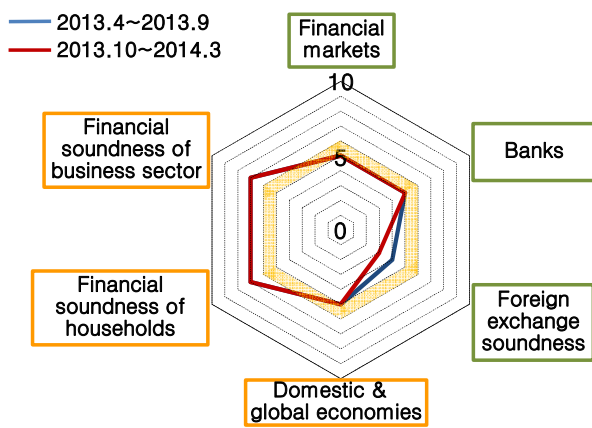 2013.4~2013.9
2013.10~2014.3
Financial
markets
10
Financial
soundness of
business sector
Banks
5
0
Financial
soundness of
households
Foreign
exchange
soundness
Domestic &
global economies